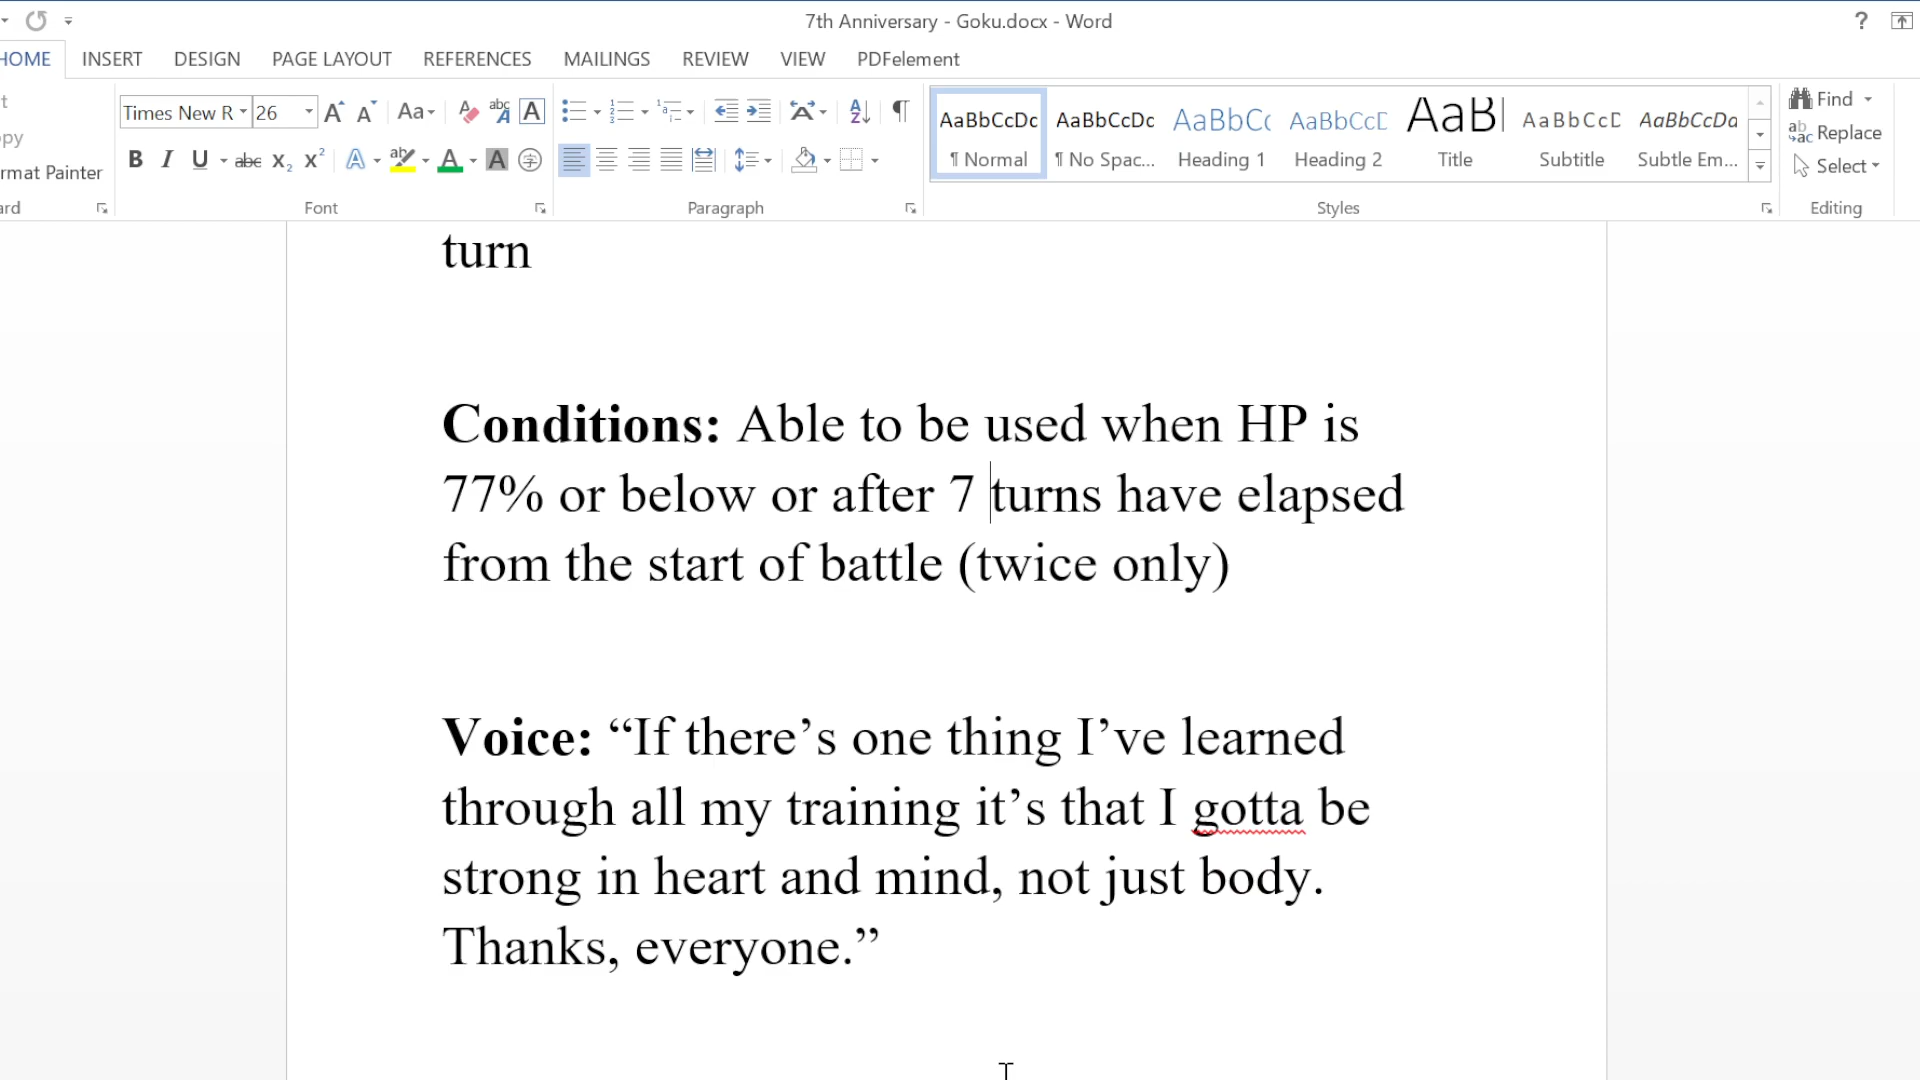 7th Anniversary - Goku.docx - Word
?
HOME INSERT DESIGN PAGE LAYOUT REFERENCES MAILINGS REVIEW VIEW PDFelement
Times New R 26 Aa
AaBbCcDc AaBbCcDc AaBbCc AaBbCcD AaB AaBbCcD AaBbCcDa
¶ Normal ¶ No Spac... Heading 1 Heading 2 Title Subtitle Subtle Em...
Find
Replace
Select
rmat Painter
Font Paragraph Styles Editing
turn
Conditions: Able to be used when HP is
77% or below or after 7 turns have elapsed
from the start of battle (twice only)
Voice: “If there’s one thing I’ve learned
through all my training it’s that I gotta be
strong in heart and mind, not just body.
Thanks, everyone.”